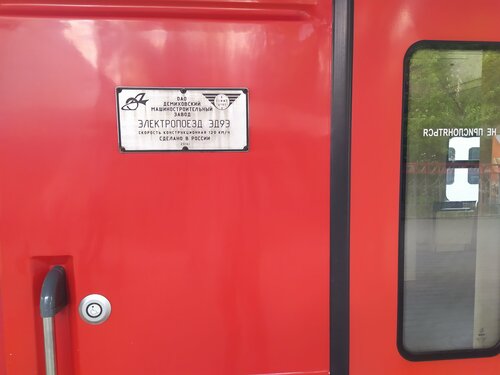 ОАО
ДЕМИХОВСКИЙ
МАШИНОСТРОИТЕЛЬНЫЙ
ЗАВОД
ЭЛЕКТРОПОЕЗД ЭД9Э
СКОРОСТЬ КОНСТРУКЦИОННАЯ 120 КМ/Ч
СДЕЛАНО В РОССИИ
НЕ ПРИСЛОНЯТЬСЯ